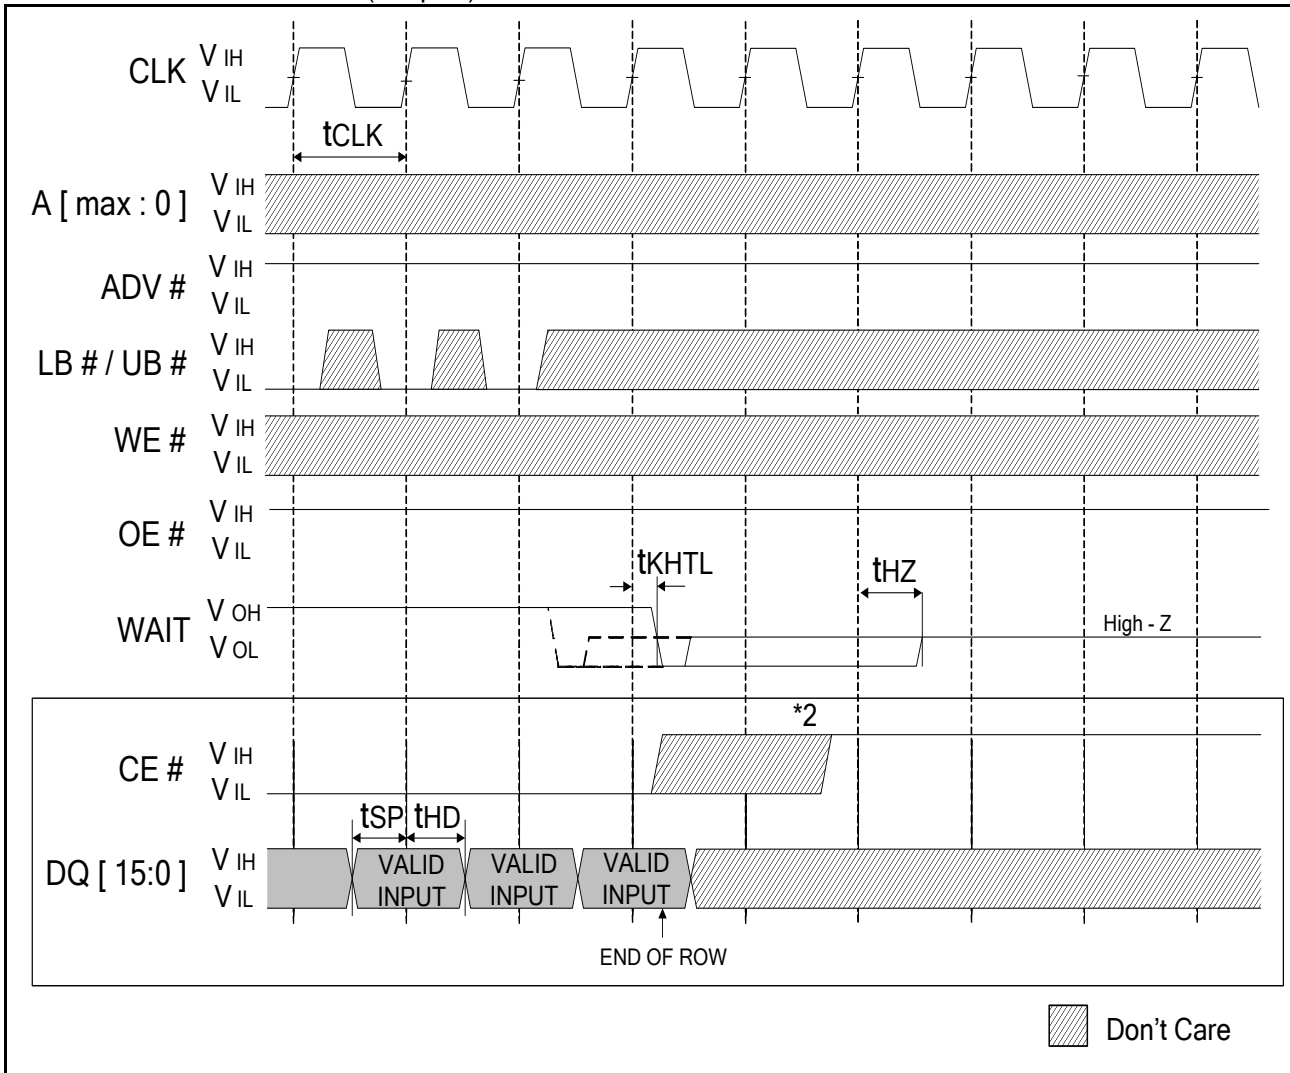 CLK V IH
V IL
tCLK
A [ max : 0 ] V IH
V IL
ADV # V IH
V IL
LB # / UB # V IH
V IL
WE # V IH
V IL
OE # V IH
V IL
tKHTL tHZ
WAIT V OH
V OL
High - Z
*2
CE # V IH
V IL
tSP tHD
DQ [ 15:0 ] V IH
V IL
VALID INPUT
VALID INPUT
VALID INPUT
END OF ROW
Don't Care